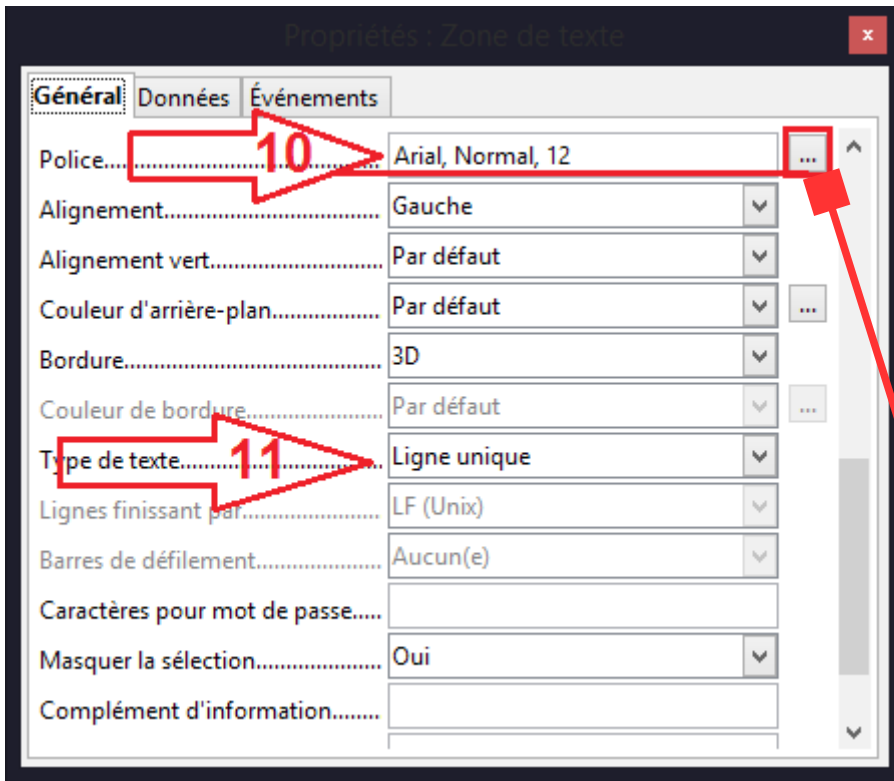 Propriétés : Zone de texte x
Général Données Événements
Police.......................................... 10 Arial, Normal, 12 ...
Alignement.................................... Gauche
Alignement vert............................. Par défaut
Couleur d'arrière-plan.................. Par défaut ...
Bordure........................................... 3D
Couleur de bordure....................... Par défaut ...
Type de texte.................................. 11 Ligne unique
Lignes finissant par....................... LF (Unix)
Barres de défilement..................... Aucun(e)
Caractères pour mot de passe.....
Masquer la sélection..................... Oui
Complément d'information........